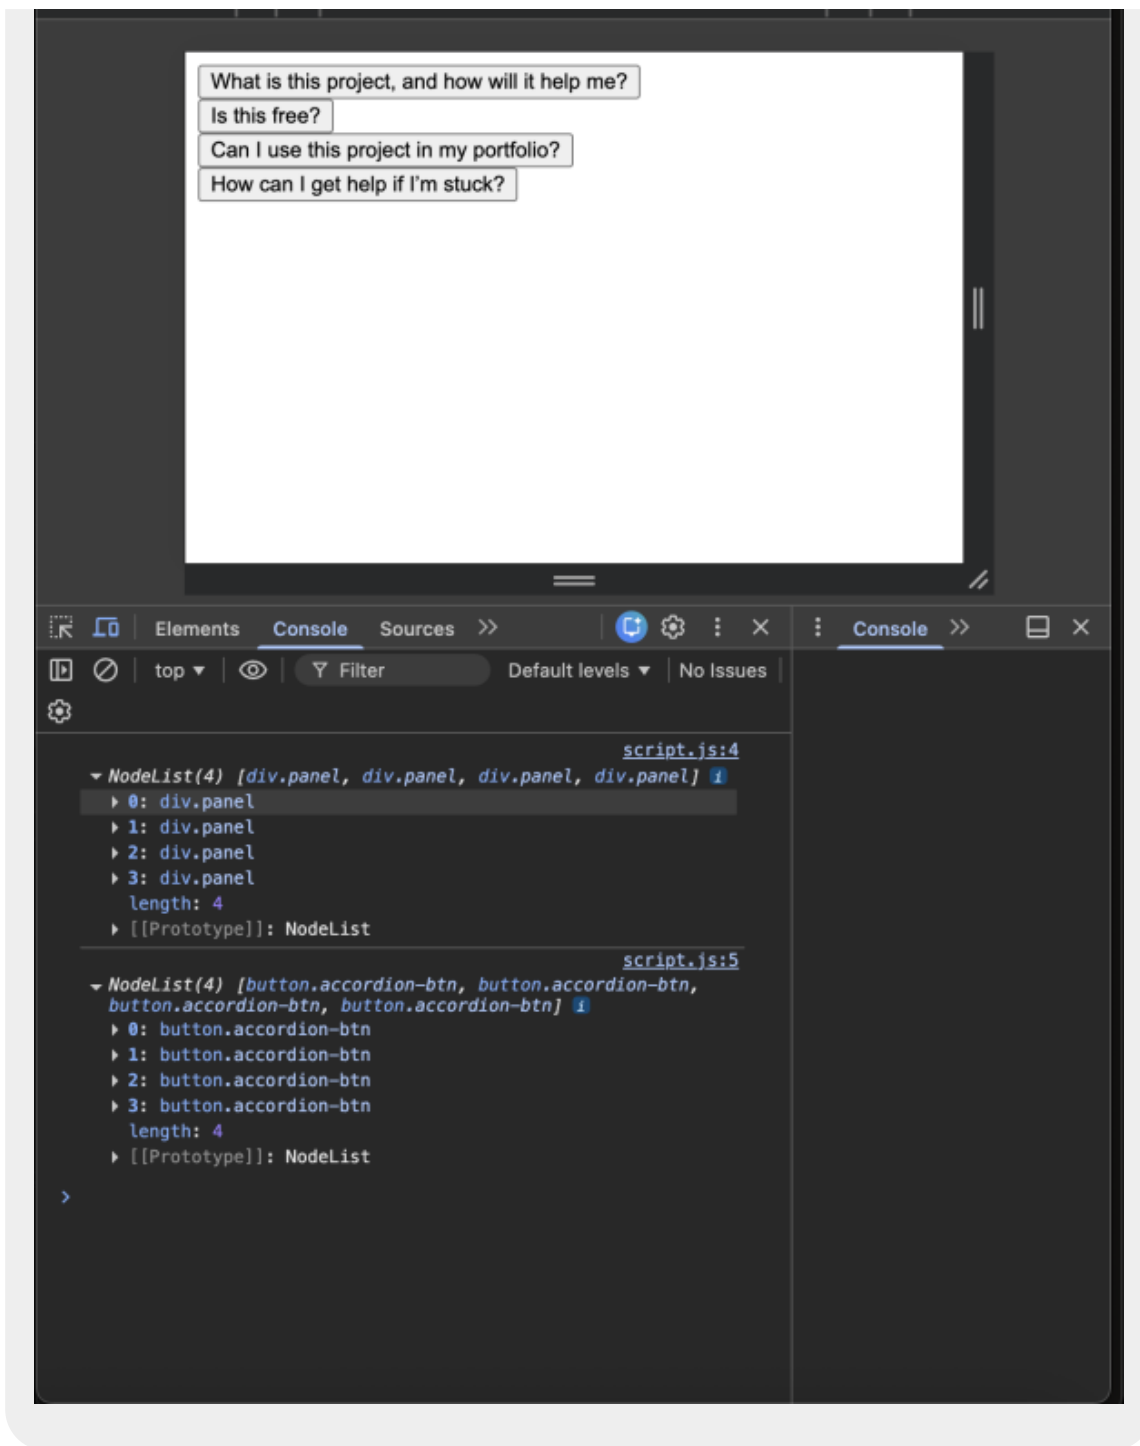 What is this project, and how will it help me?
Is this free?
Can I use this project in my portfolio?
How can I get help if I’m stuck?
Elements Console Sources
Console
top Filter Default levels No Issues
script.js:4
NodeList(4) [div.panel, div.panel, div.panel, div.panel] i
0: div.panel
1: div.panel
2: div.panel
3: div.panel
length: 4
[[Prototype]]: NodeList
script.js:5
NodeList(4) [button.accordion-btn, button.accordion-btn,
button.accordion-btn, button.accordion-btn] i
0: button.accordion-btn
1: button.accordion-btn
2: button.accordion-btn
3: button.accordion-btn
length: 4
[[Prototype]]: NodeList